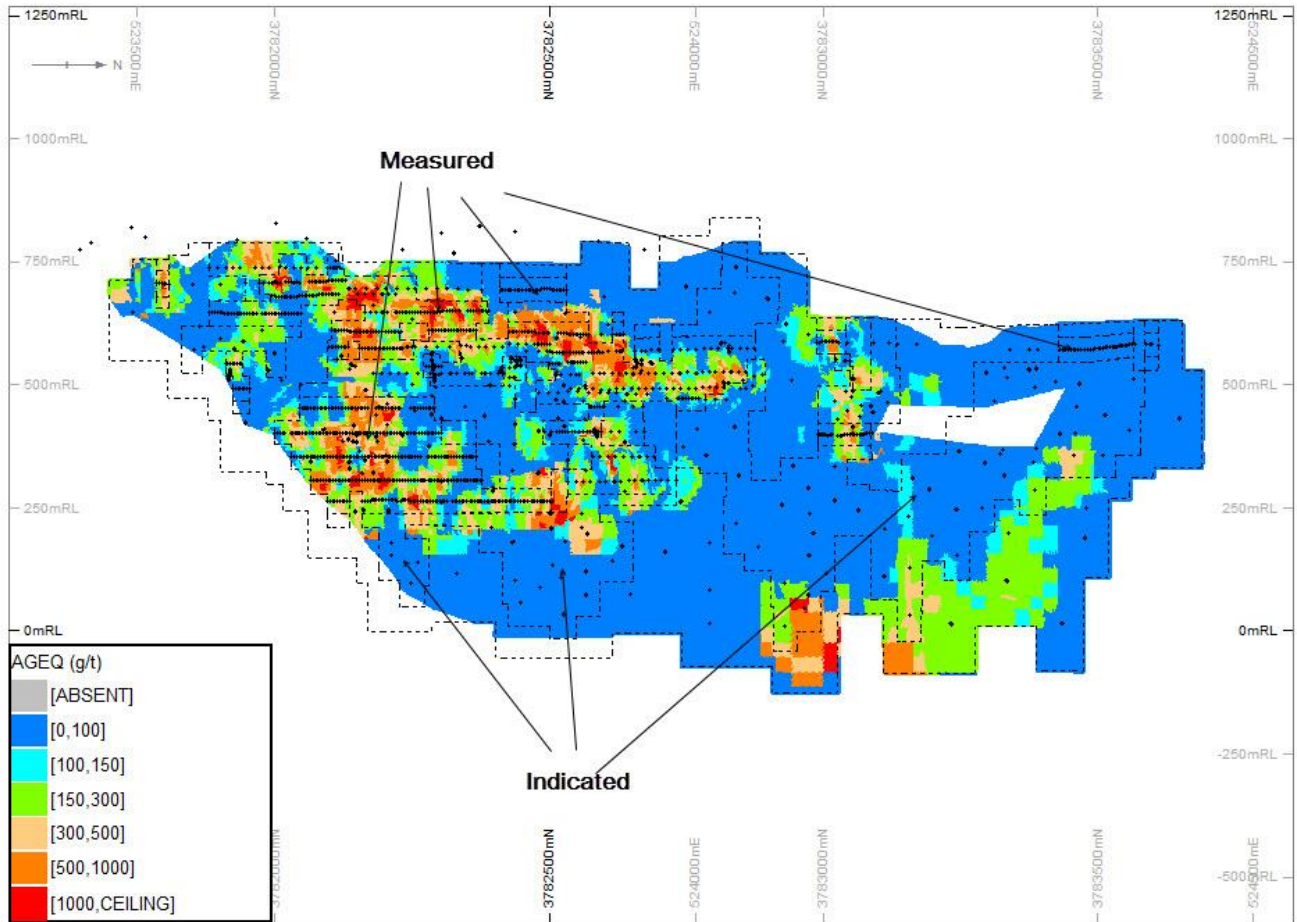 1250mRL
1250mRL
523500mE
3782000mN
3782500mN
524000mE
3783000mN
3783500mN
524500mE
N
1000mRL
1000mRL
Measured
750mRL
750mRL
500mRL
500mRL
250mRL
250mRL
0mRL
0mRL
AGEQ (g/t)
[ABSENT]
[0,100]
[100,150]
[150,300]
[300,500]
[500,1000]
[1000,CEILING]
Indicated
-250mRL
-500mRL
3782000mN
3782500mN
524000mE
3783000mN
3783500mN
524500mE